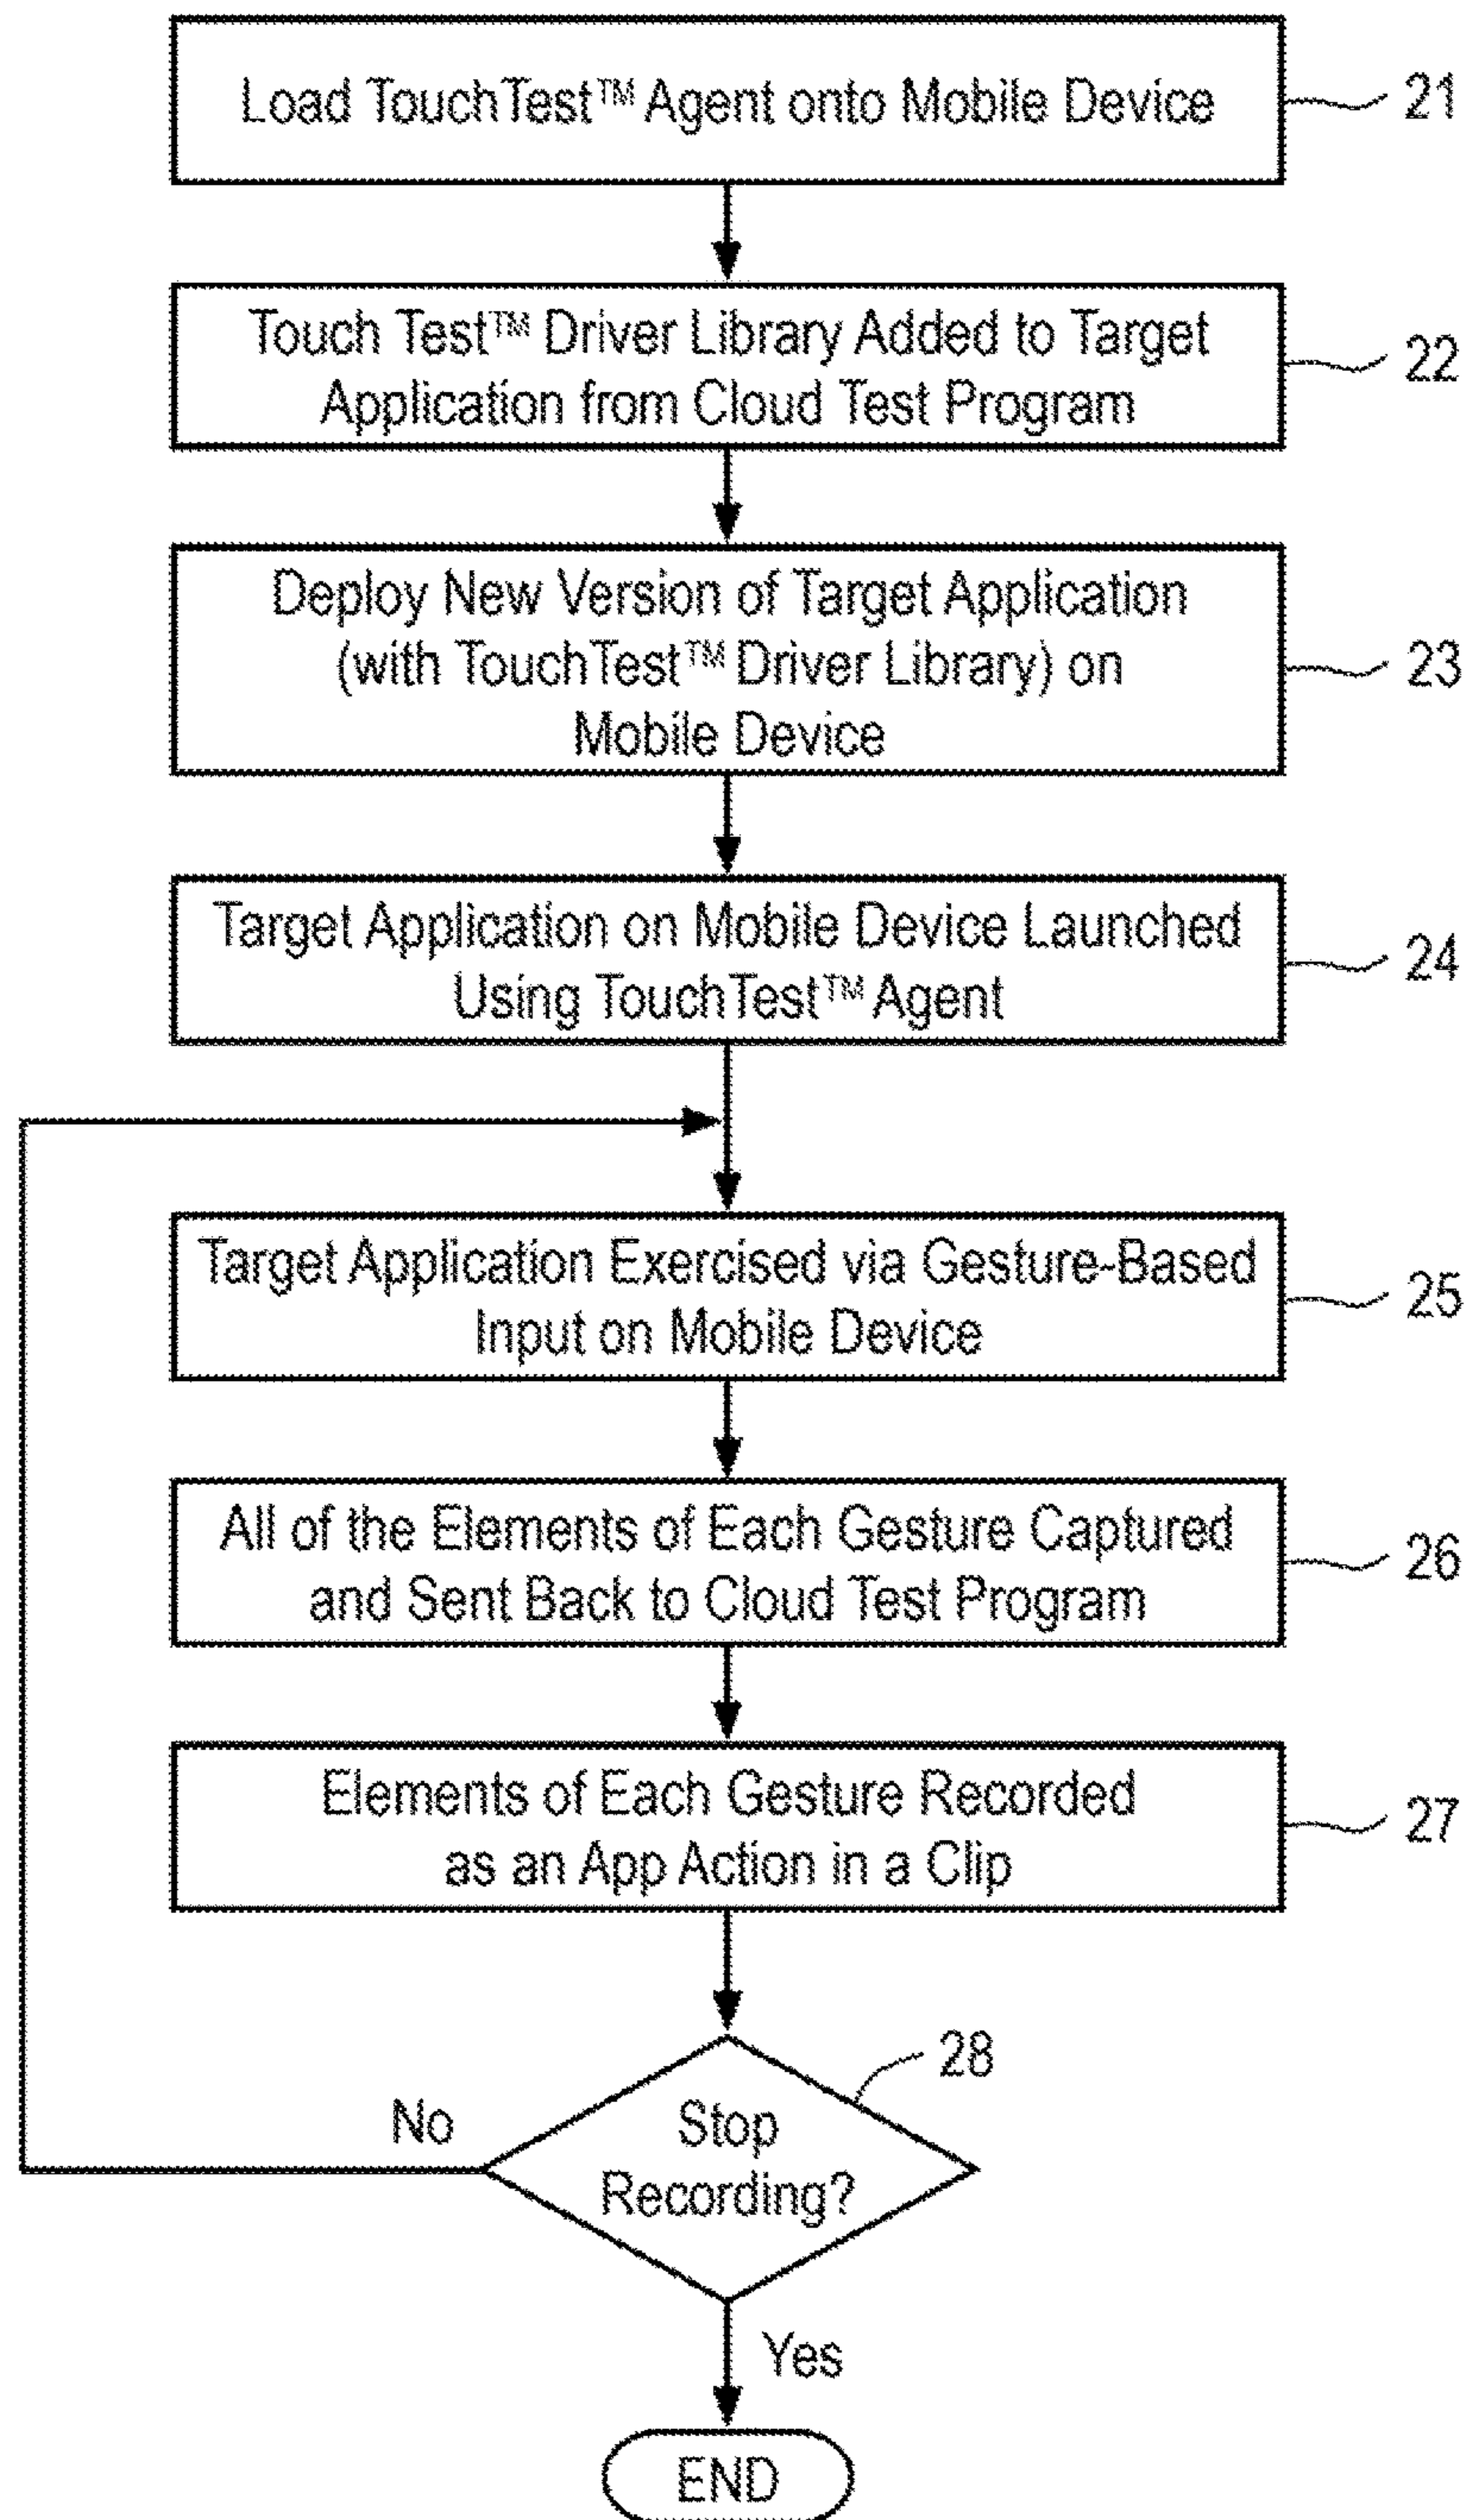 Load TouchTest™ Agent onto Mobile Device
21
Touch Test™ Driver Library Added to Target
Application from Cloud Test Program
22
Deploy New Version of Target Application
(with TouchTest™ Driver Library) on
Mobile Device
23
Target Application on Mobile Device Launched
Using TouchTest™ Agent
24
Target Application Exercised via Gesture-Based
Input on Mobile Device
25
All of the Elements of Each Gesture Captured
and Sent Back to Cloud Test Program
26
Elements of Each Gesture Recorded
as an App Action in a Clip
27
28
No
Stop
Recording?
Yes
END